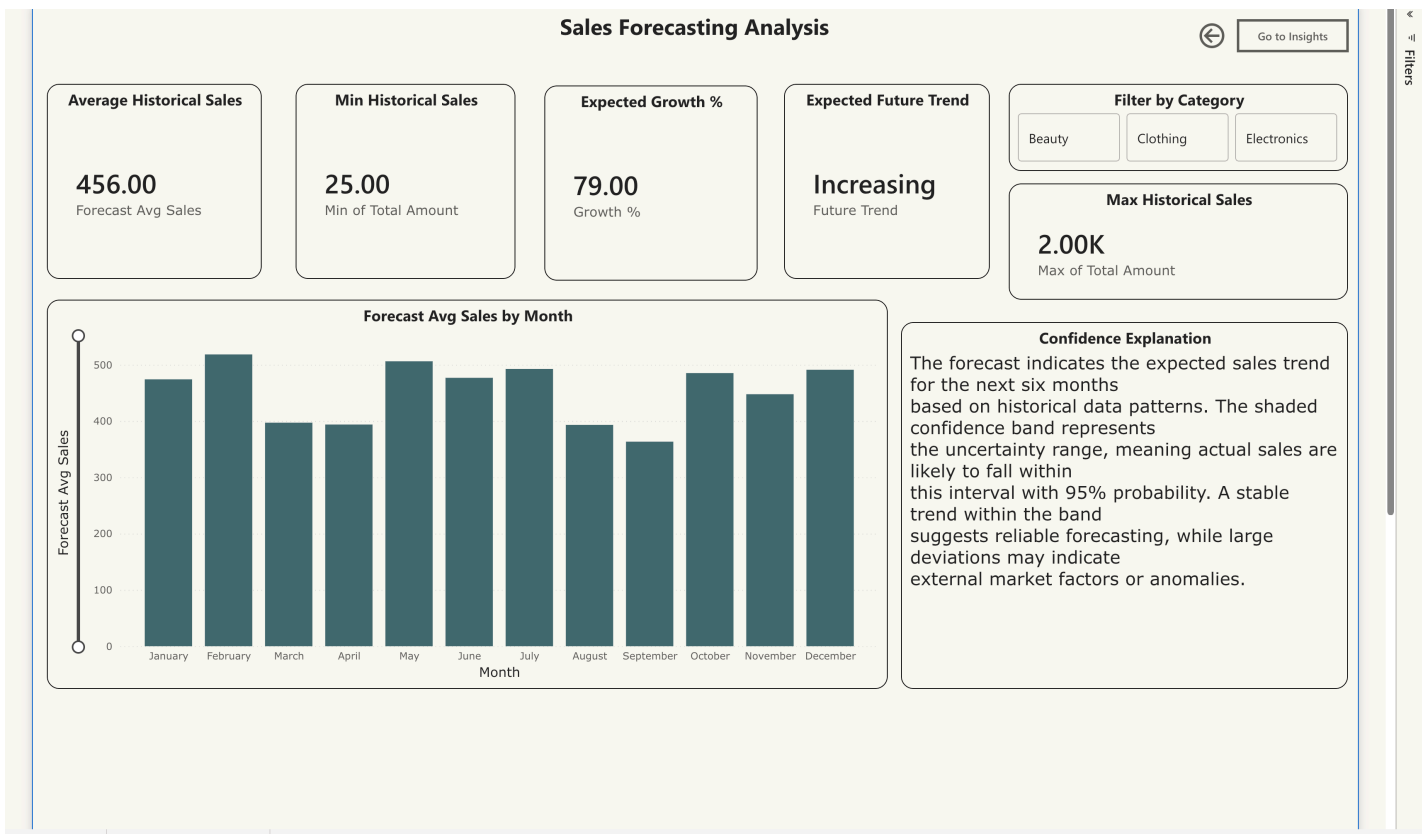 Sales Forecasting Analysis
Go to Insights
Filters
Average Historical Sales
456.00
Forecast Avg Sales
Min Historical Sales
25.00
Min of Total Amount
Expected Growth %
79.00
Growth %
Expected Future Trend
Increasing
Future Trend
Filter by Category
Beauty
Clothing
Electronics
Max Historical Sales
2.00K
Max of Total Amount
Forecast Avg Sales by Month
Forecast Avg Sales
500
400
300
200
100
0
January February March April May June July August September October November December
Month
Confidence Explanation
The forecast indicates the expected sales trend
for the next six months
based on historical data patterns. The shaded
confidence band represents
the uncertainty range, meaning actual sales are
likely to fall within
this interval with 95% probability. A stable
trend within the band
suggests reliable forecasting, while large
deviations may indicate
external market factors or anomalies.